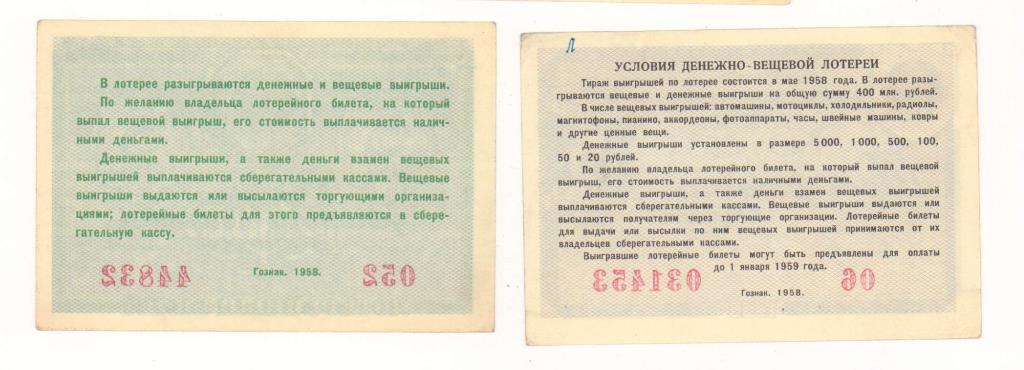 В лотерее разыгрываются денежные и вещевые выигрыши.
По желанию владельца лотерейного билета, на который
выпал вещевой выигрыш, его стоимость выплачивается налич-
ными деньгами.
Денежные выигрыши, а также деньги взамен вещевых
выигрышей выплачиваются сберегательными кассами. Вещевые
выигрыши выдаются или высылаются торгующими организа-
циями; лотерейные билеты для этого предъявляются в сбере-
гательную кассу.
44832 Гознак. 1958. 052
Л
УСЛОВИЯ ДЕНЕЖНО-ВЕЩЕВОЙ ЛОТЕРЕИ
Тираж выигрышей по лотерее состоится в мае 1958 года. В лотерее разы-
грываются вещевые и денежные выигрыши на общую сумму 400 млн. рублей.
В числе вещевых выигрышей: автомашины, мотоциклы, холодильники, радиолы,
магнитофоны, пианино, аккордеоны, фотоаппараты, часы, швейные машины, ковры
и другие ценные вещи.
Денежные выигрыши установлены в размере 5000, 1000, 500, 100,
50 и 20 рублей.
По желанию владельца лотерейного билета, на который выпал вещевой
выигрыш, его стоимость выплачивается наличными деньгами.
Денежные выигрыши, а также деньги взамен вещевых выигрышей
выплачиваются сберегательными кассами. Вещевые выигрыши выдаются или
высылаются получателям через торгующие организации. Лотерейные билеты
для выдачи или высылки по ним вещевых выигрышей принимаются от их
владельцев сберегательными кассами.
Выигравшие лотерейные билеты могут быть предъявлены для оплаты
до 1 января 1959 года.
031453 06
Гознак. 1958.